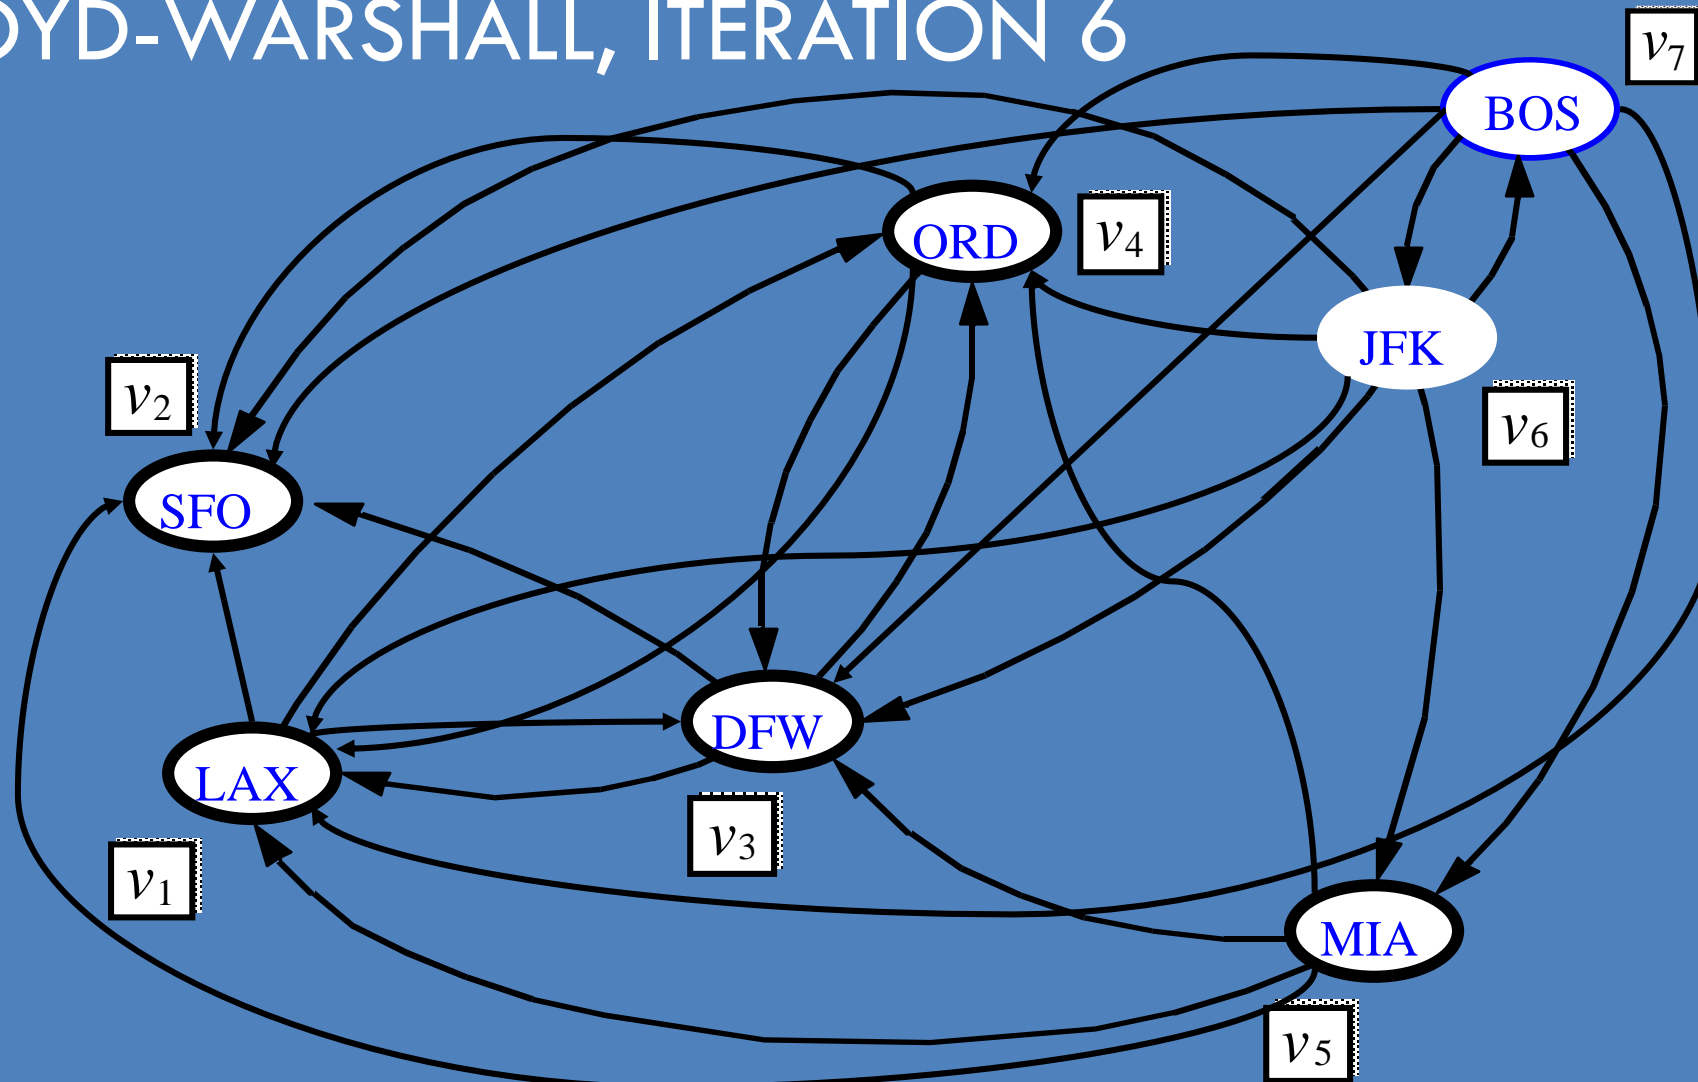 OYD-WARSHALL, ITERATION 6
v7
BOS
ORD
v4
JFK
v2
v6
SFO
DFW
LAX
v3
v1
MIA
v5